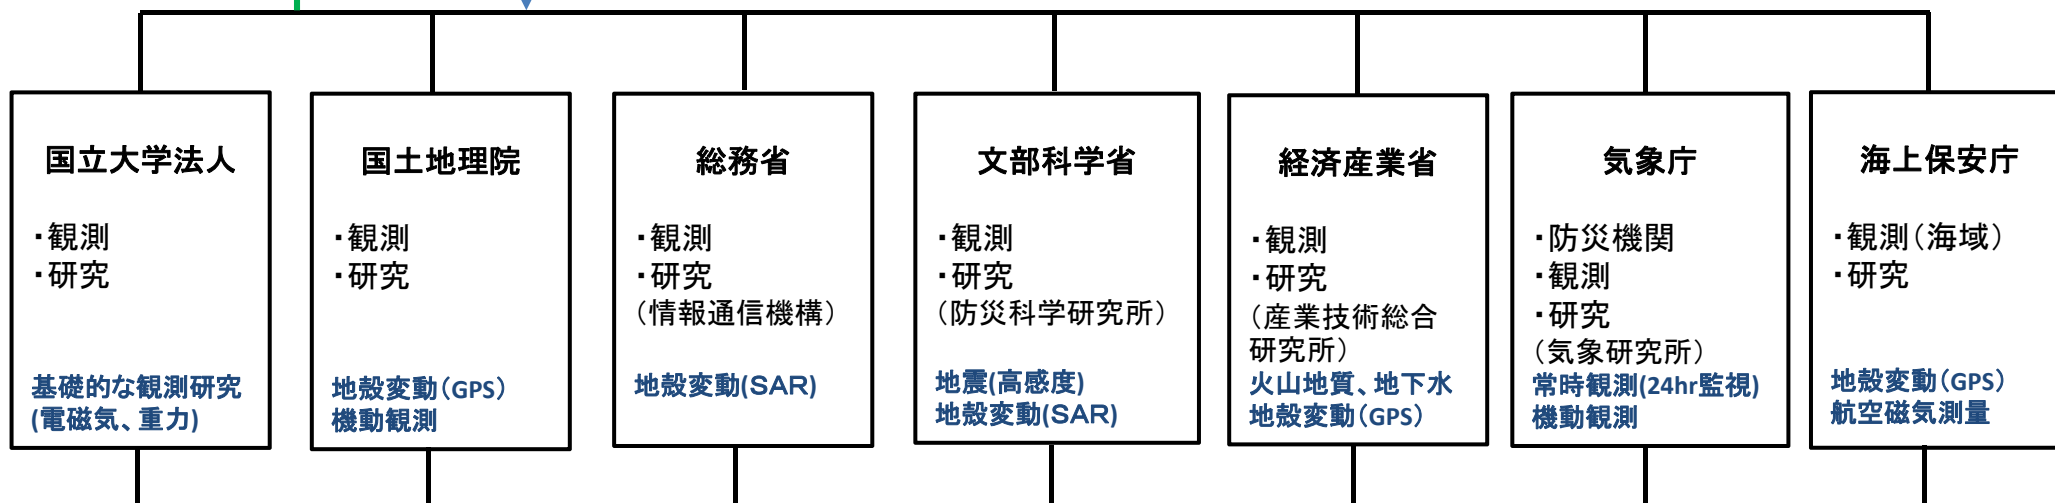 国立大学法人
・観測
・研究
基礎的な観測研究
(電磁気、重力)
国土地理院
・観測
・研究
地殻変動(GPS)
機動観測
総務省
・観測
・研究
(情報通信機構)
地殻変動(SAR)
文部科学省
・観測
・研究
(防災科学研究所)
地震(高感度)
地殻変動(SAR)
経済産業省
・観測
・研究
(産業技術総合
研究所)
火山地質、地下水
地殻変動(GPS)
気象庁
・防災機関
・観測
・研究
(気象研究所)
常時観測(24hr監視)
機動観測
海上保安庁
・観測(海域)
・研究
地殻変動(GPS)
航空磁気測量